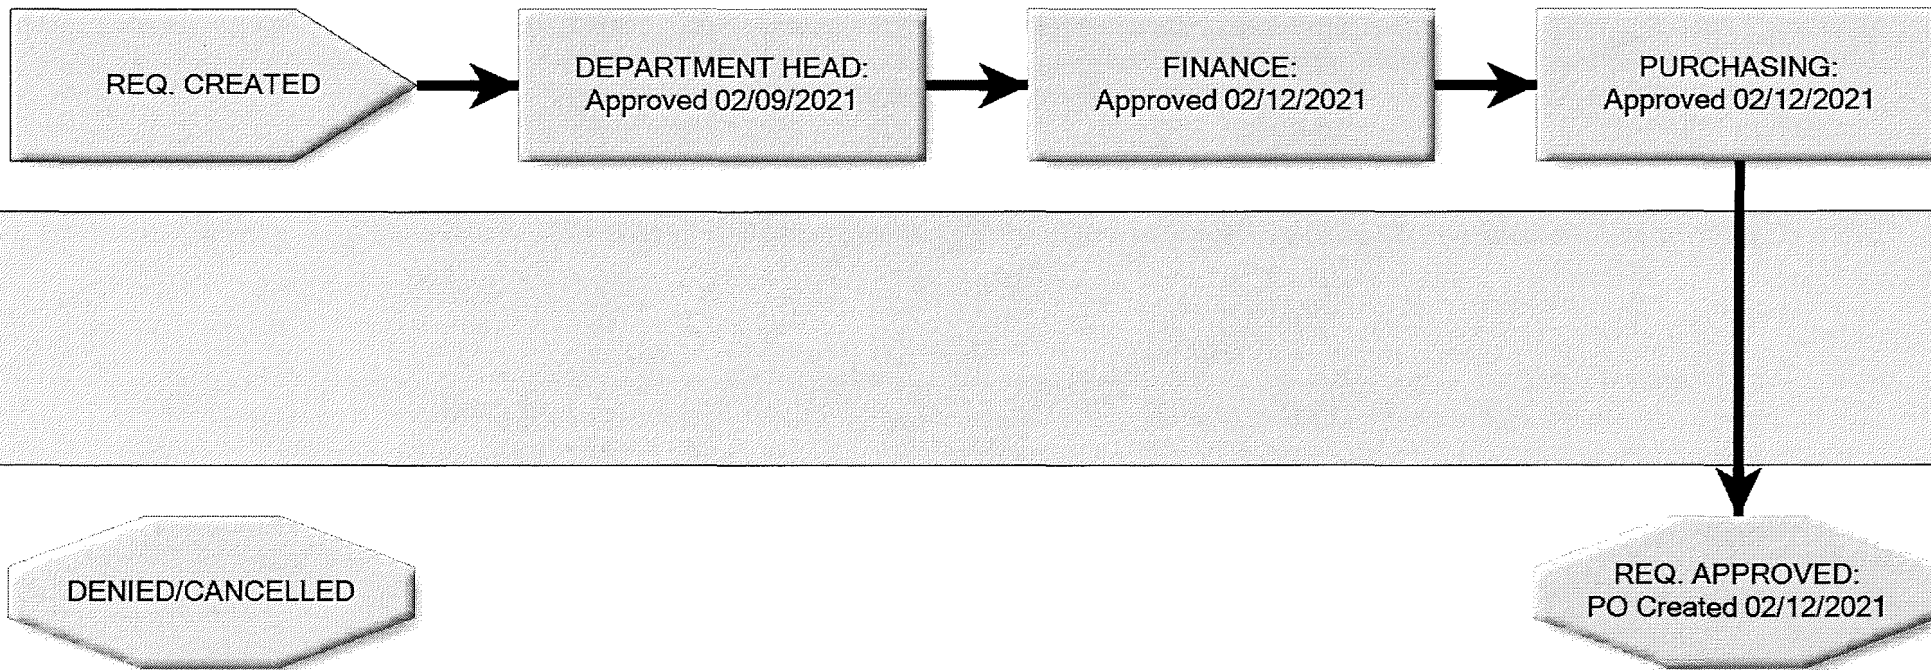 REQ. CREATED
DEPARTMENT HEAD:
Approved 02/09/2021
FINANCE:
Approved 02/12/2021
PURCHASING:
Approved 02/12/2021
DENIED/CANCELLED
REQ. APPROVED:
PO Created 02/12/2021